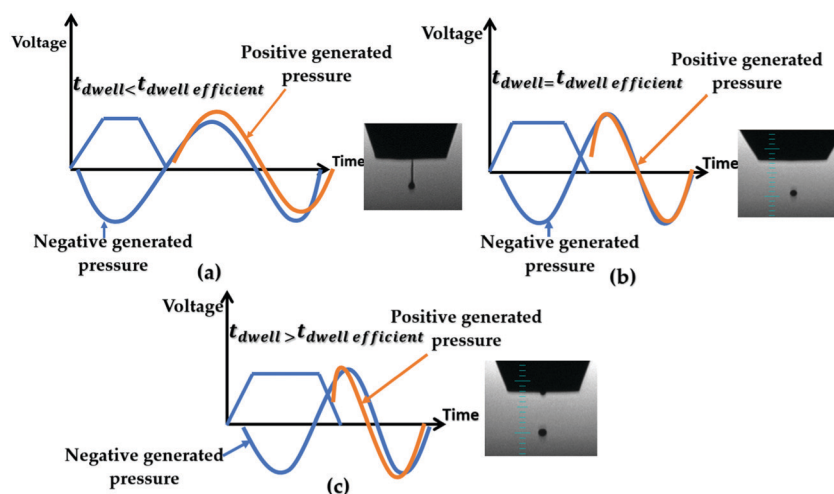 Voltage
t_dwell<t_dwell efficient
Positive generated
pressure
Time
Negative generated
pressure
(a)
Voltage
t_dwell=t_dwell efficient
Positive generated
pressure
Time
Negative generated
pressure
(b)
Voltage
t_dwell>t_dwell efficient
Positive generated
pressure
Time
Negative generated
pressure
(c)